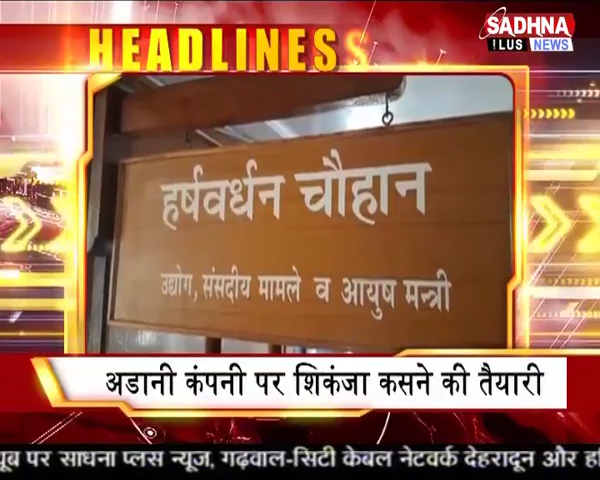 SADHNA
PLUS NEWS
HEADLINES
हर्षवर्धन चौहान
उद्योग, संसदीय मामले व आयुष मन्त्री
अडानी कंपनी पर शिकंजा कसने की तैयारी
यूब पर साधना प्लस न्यूज, गढ़वाल-सिटी केबल नेटवर्क देहरादून और हरि